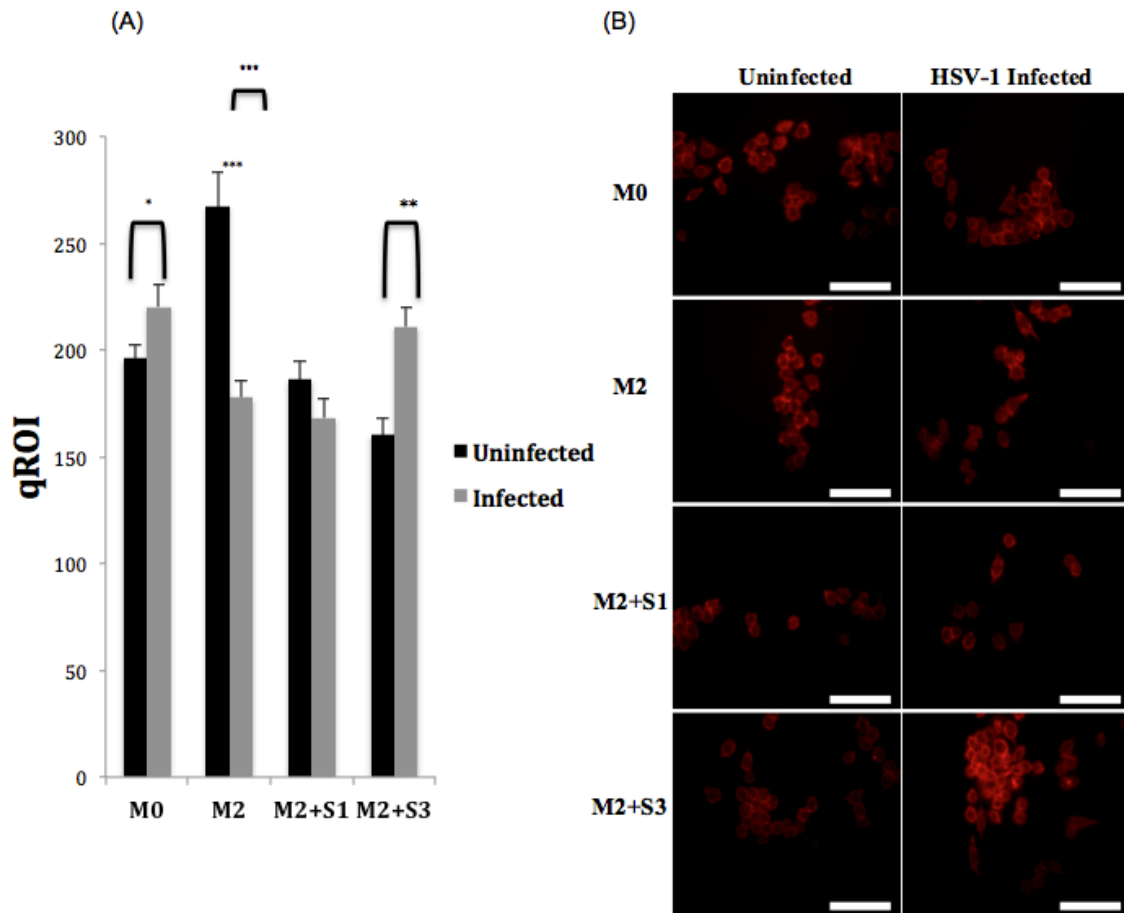 (A)
***
300
***
*
**
250
200
qROI
150
Uninfected
Infected
100
50
0
M0 M2 M2+S1 M2+S3
(B)
Uninfected HSV-1 Infected
M0
M2
M2+S1
M2+S3